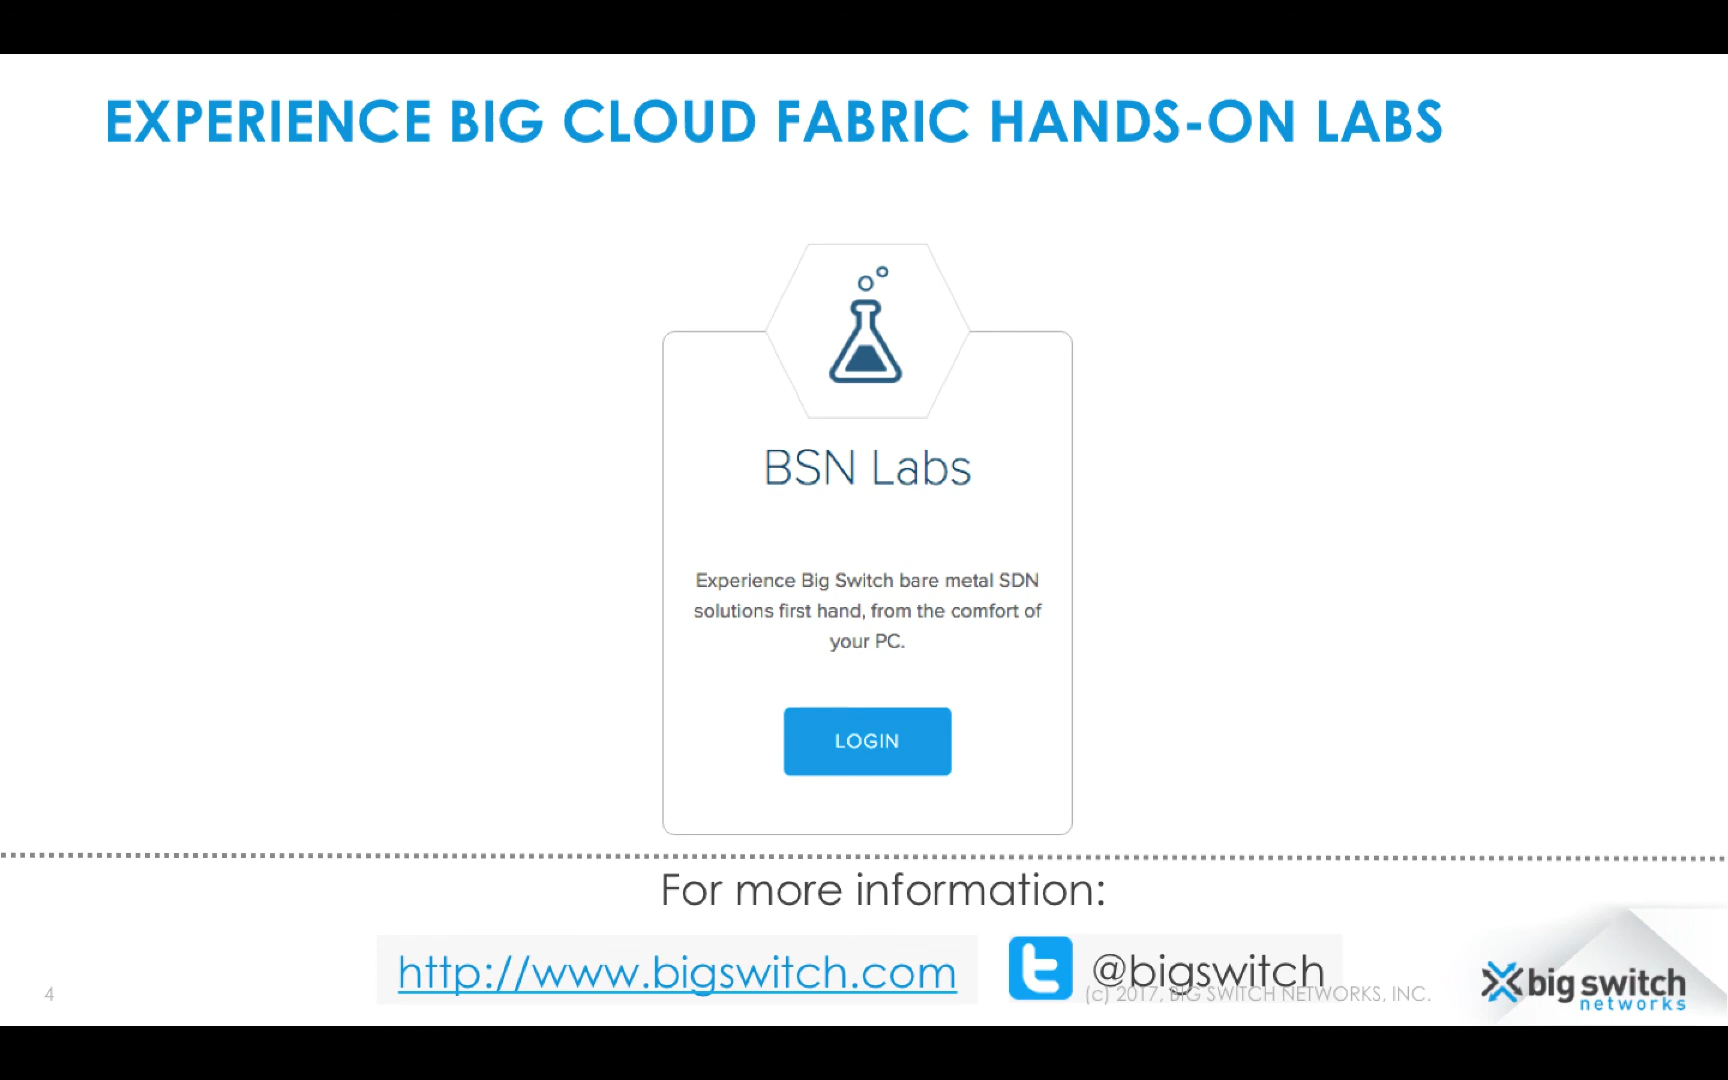 EXPERIENCE BIG CLOUD FABRIC HANDS-ON LABS
BSN Labs
Experience Big Switch bare metal SDN
solutions first hand, from the comfort of
your PC.
LOGIN
For more information:
http://www.bigswitch.com
@bigswitch
4
(c) 2017, BIG SWITCH NETWORKS, INC.
big switch
networks